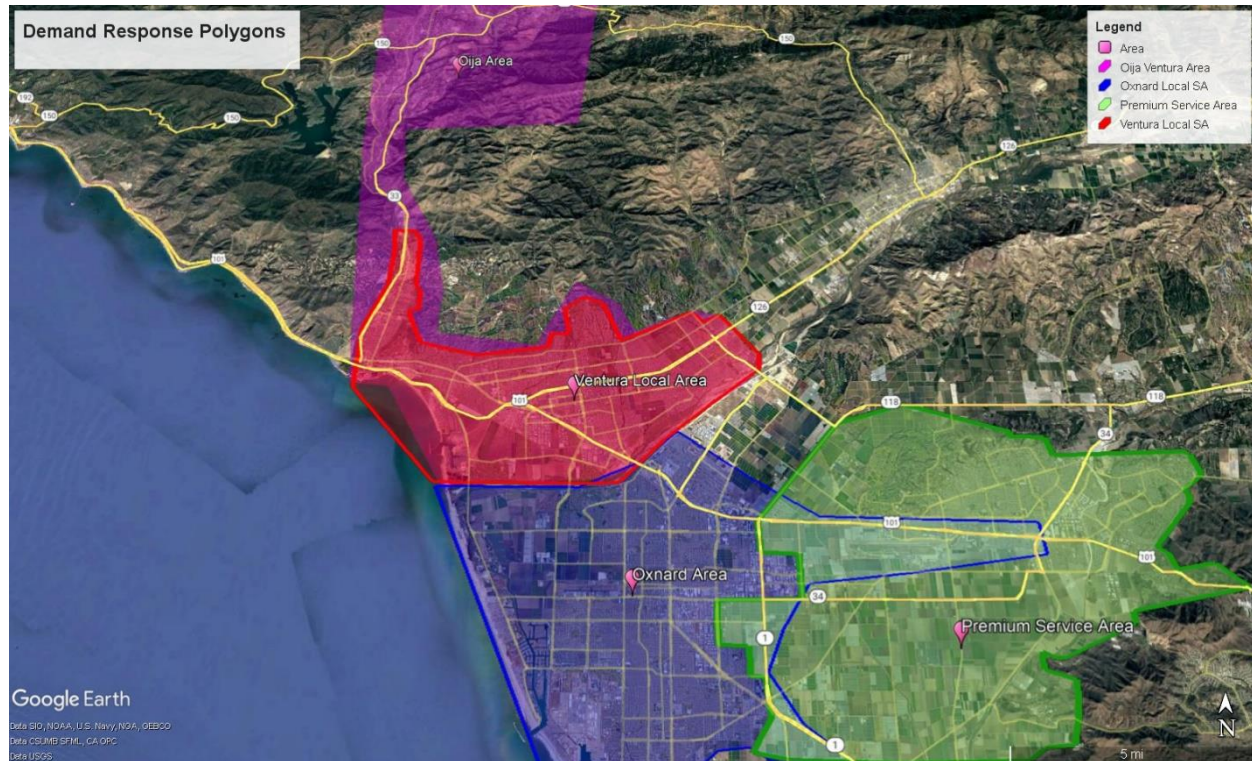 Demand Response Polygons
Legend
Area
Oija Ventura Area
Oxnard Local SA
Premium Service Area
Ventura Local SA
150
Oija Area
150
192
150
150
126
126
33
101
126
Ventura Local Area
101
118
118
34
101
101
Oxnard Area
34
1
Premium Service Area
Google Earth
Data SIO, NOAA, U.S. Navy, NGA, GEBCO
Data CSUMB SFML, CA OPC
Data USGS
1
N
5 mi